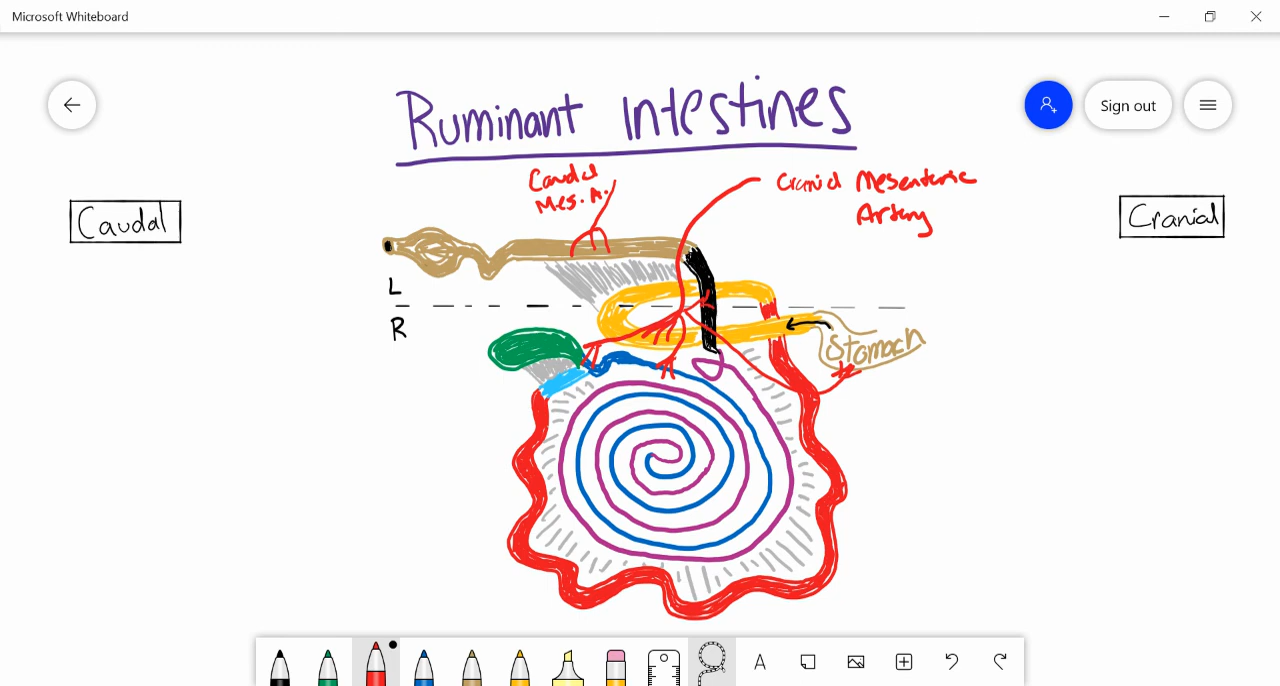 Microsoft Whiteboard
Ruminant Intestines
Sign out
Caudal
Mes. A.
Cranial Mesenteric
Artery
Caudal
Cranial
L
R
Stomach
A